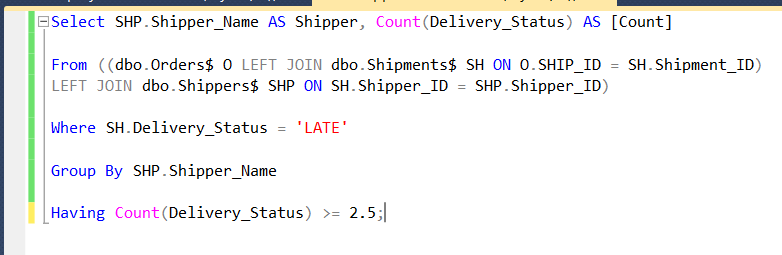 Select SHP.Shipper_Name AS Shipper, Count(Delivery_Status) AS [Count]
From ((dbo.Orders$ O LEFT JOIN dbo.Shipments$ SH ON O.SHIP_ID = SH.Shipment_ID)
LEFT JOIN dbo.Shippers$ SHP ON SH.Shipper_ID = SHP.Shipper_ID)
Where SH.Delivery_Status = 'LATE'
Group By SHP.Shipper_Name
Having Count(Delivery_Status) >= 2.5;